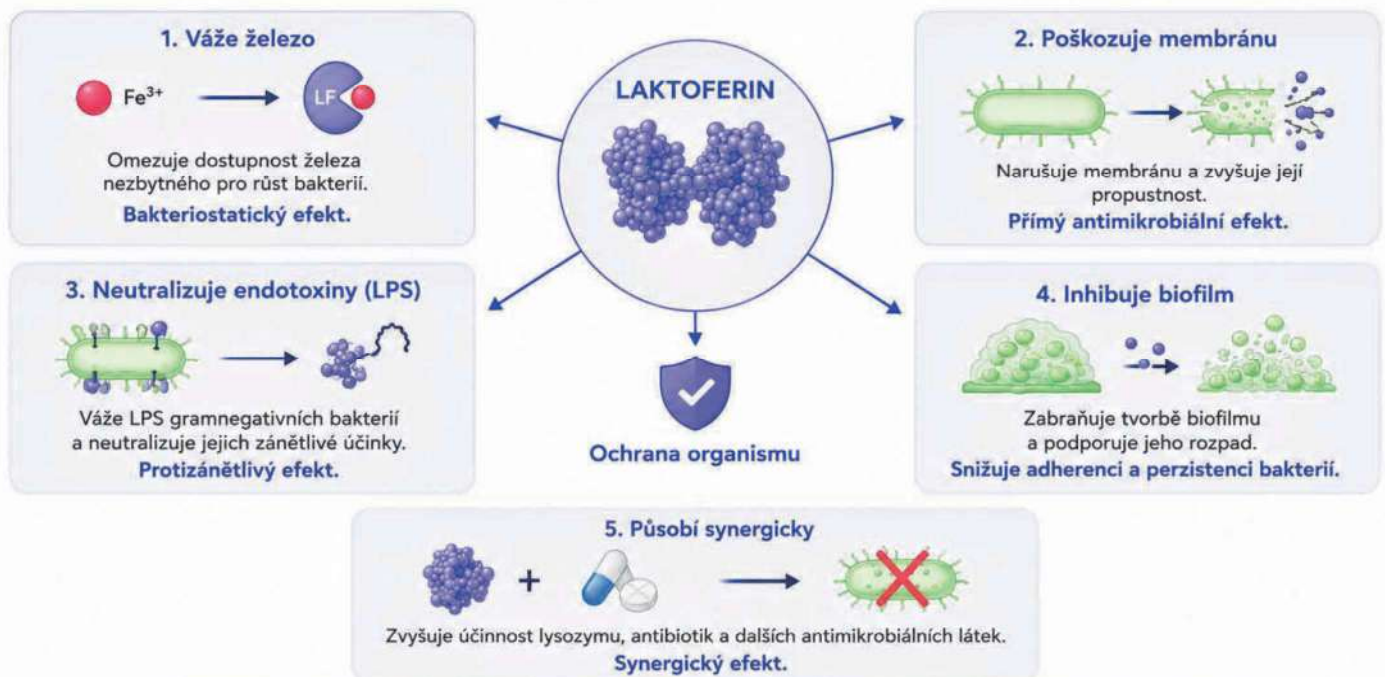 LAKTOFERIN
1. Váže železo
Fe³⁺
LF
Omezuje dostupnost železa
nezbytného pro růst bakterií.
Bakteriostatický efekt.
2. Poškozuje membránu
Narušuje membránu a zvyšuje její
propustnost.
Přímý antimikrobiální efekt.
3. Neutralizuje endotoxiny (LPS)
Váže LPS gramnegativních bakterií
a neutralizuje jejich zánětlivé účinky.
Protizánětlivý efekt.
4. Inhibuje biofilm
Zabraňuje tvorbě biofilmu
a podporuje jeho rozpad.
Snižuje adherenci a perzistenci bakterií.
Ochrana organismu
5. Působí synergicky
+
Zvyšuje účinnost lysozymu, antibiotik a dalších antimikrobiálních látek.
Synergický efekt.